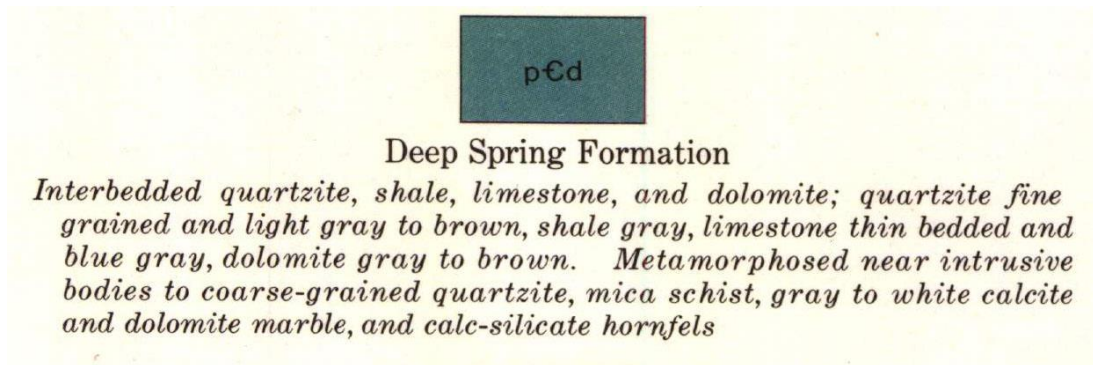 p€d
Deep Spring Formation
Interbedded quartzite, shale, limestone, and dolomite; quartzite fine
grained and light gray to brown, shale gray, limestone thin bedded and
blue gray, dolomite gray to brown. Metamorphosed near intrusive
bodies to coarse-grained quartzite, mica schist, gray to white calcite
and dolomite marble, and calc-silicate hornfels